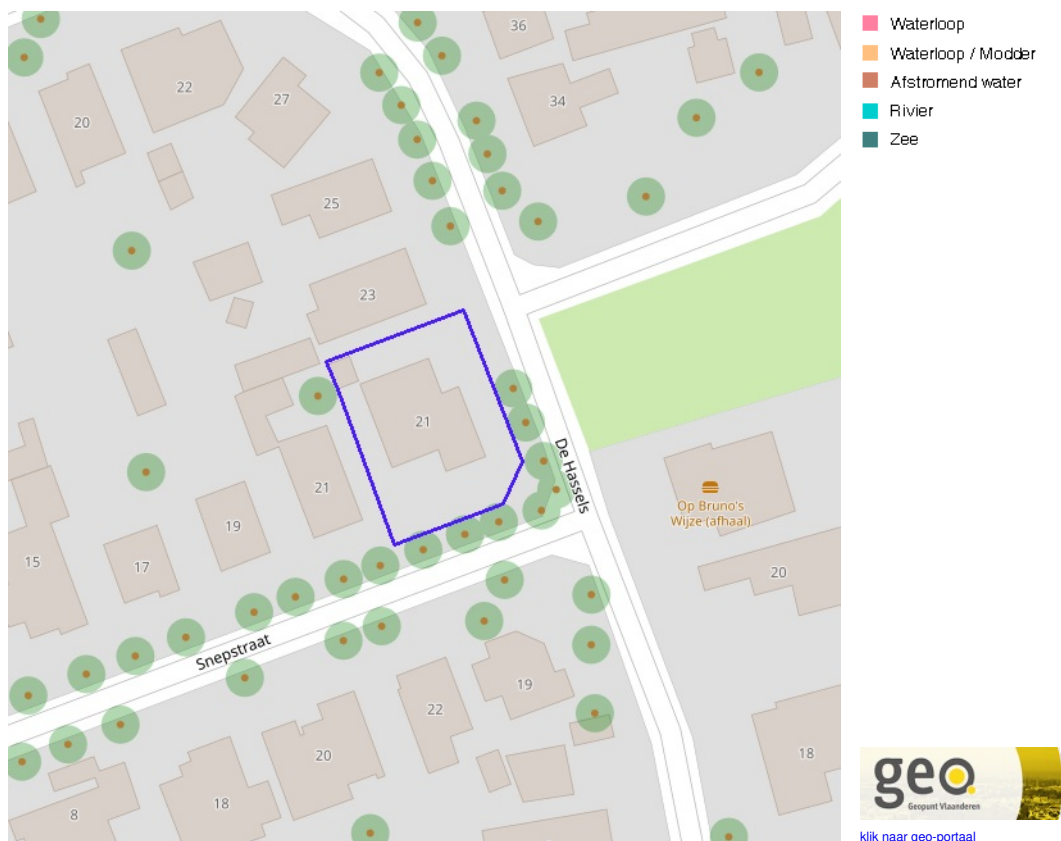 36
22
20
27
34
25
23
21
De Hassels
21
19
15
17
Op Bruno's
Wijze (afhaal)
20
Snepstraat
19
22
20
18
18
8
Waterloop
Waterloop / Modder
Afstromend water
Rivier
Zee
geo
Geopunt Vlaanderen
klik naar geo-portaal